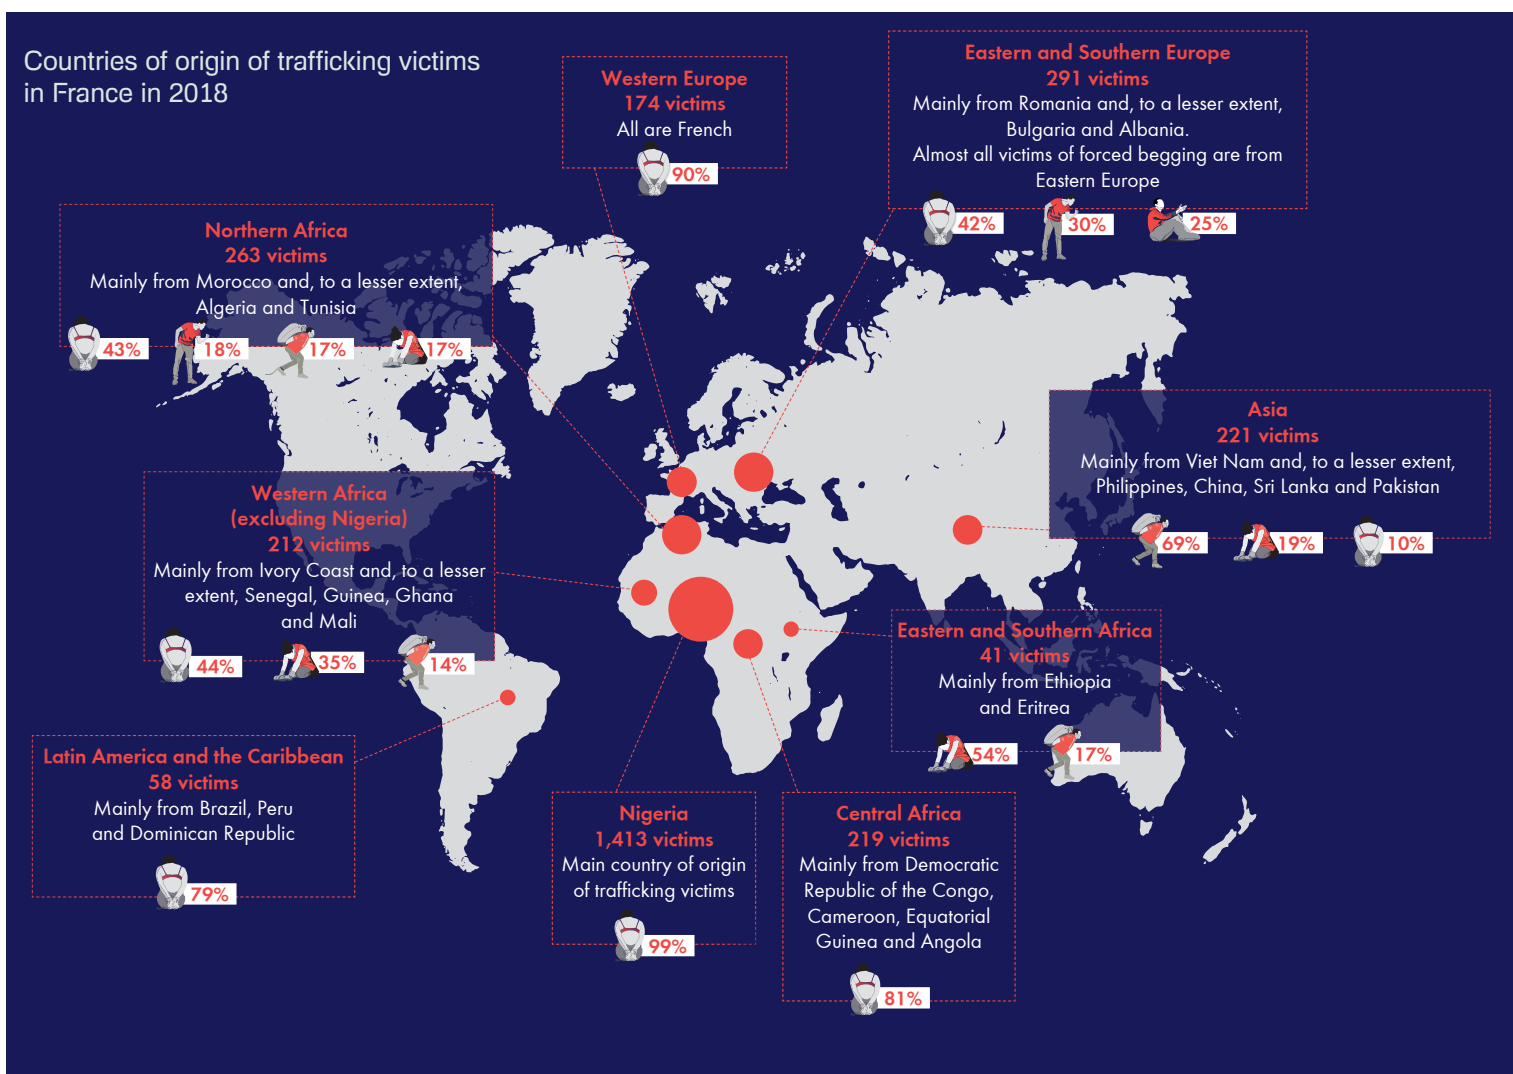 Countries of origin of trafficking victims
in France in 2018
Western Europe
174 victims
All are French
90%
Eastern and Southern Europe
291 victims
Mainly from Romania and, to a lesser extent,
Bulgaria and Albania.
Almost all victims of forced begging are from
Eastern Europe
42%
30%
25%
Northern Africa
263 victims
Mainly from Morocco and, to a lesser extent,
Algeria and Tunisia
43%
18%
17%
17%
Asia
221 victims
Mainly from Viet Nam and, to a lesser extent,
Philippines, China, Sri Lanka and Pakistan
69%
19%
10%
Western Africa
(excluding Nigeria)
212 victims
Mainly from Ivory Coast and, to a lesser
extent, Senegal, Guinea, Ghana
and Mali
44%
35%
14%
Eastern and Southern Africa
41 victims
Mainly from Ethiopia
and Eritrea
54%
17%
Latin America and the Caribbean
58 victims
Mainly from Brazil, Peru
and Dominican Republic
79%
Nigeria
1,413 victims
Main country of origin
of trafficking victims
99%
Central Africa
219 victims
Mainly from Democratic
Republic of the Congo,
Cameroon, Equatorial
Guinea and Angola
81%